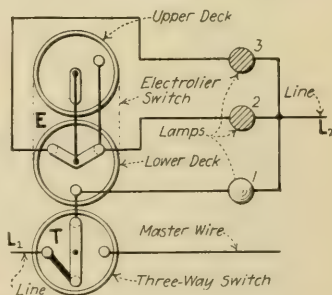 Upper Deck
3
Electrolier
Switch
Line
2
L2
E
Lamps
Lower Deck
1
L1
T
Master Wire
Line
Three-Way Switch